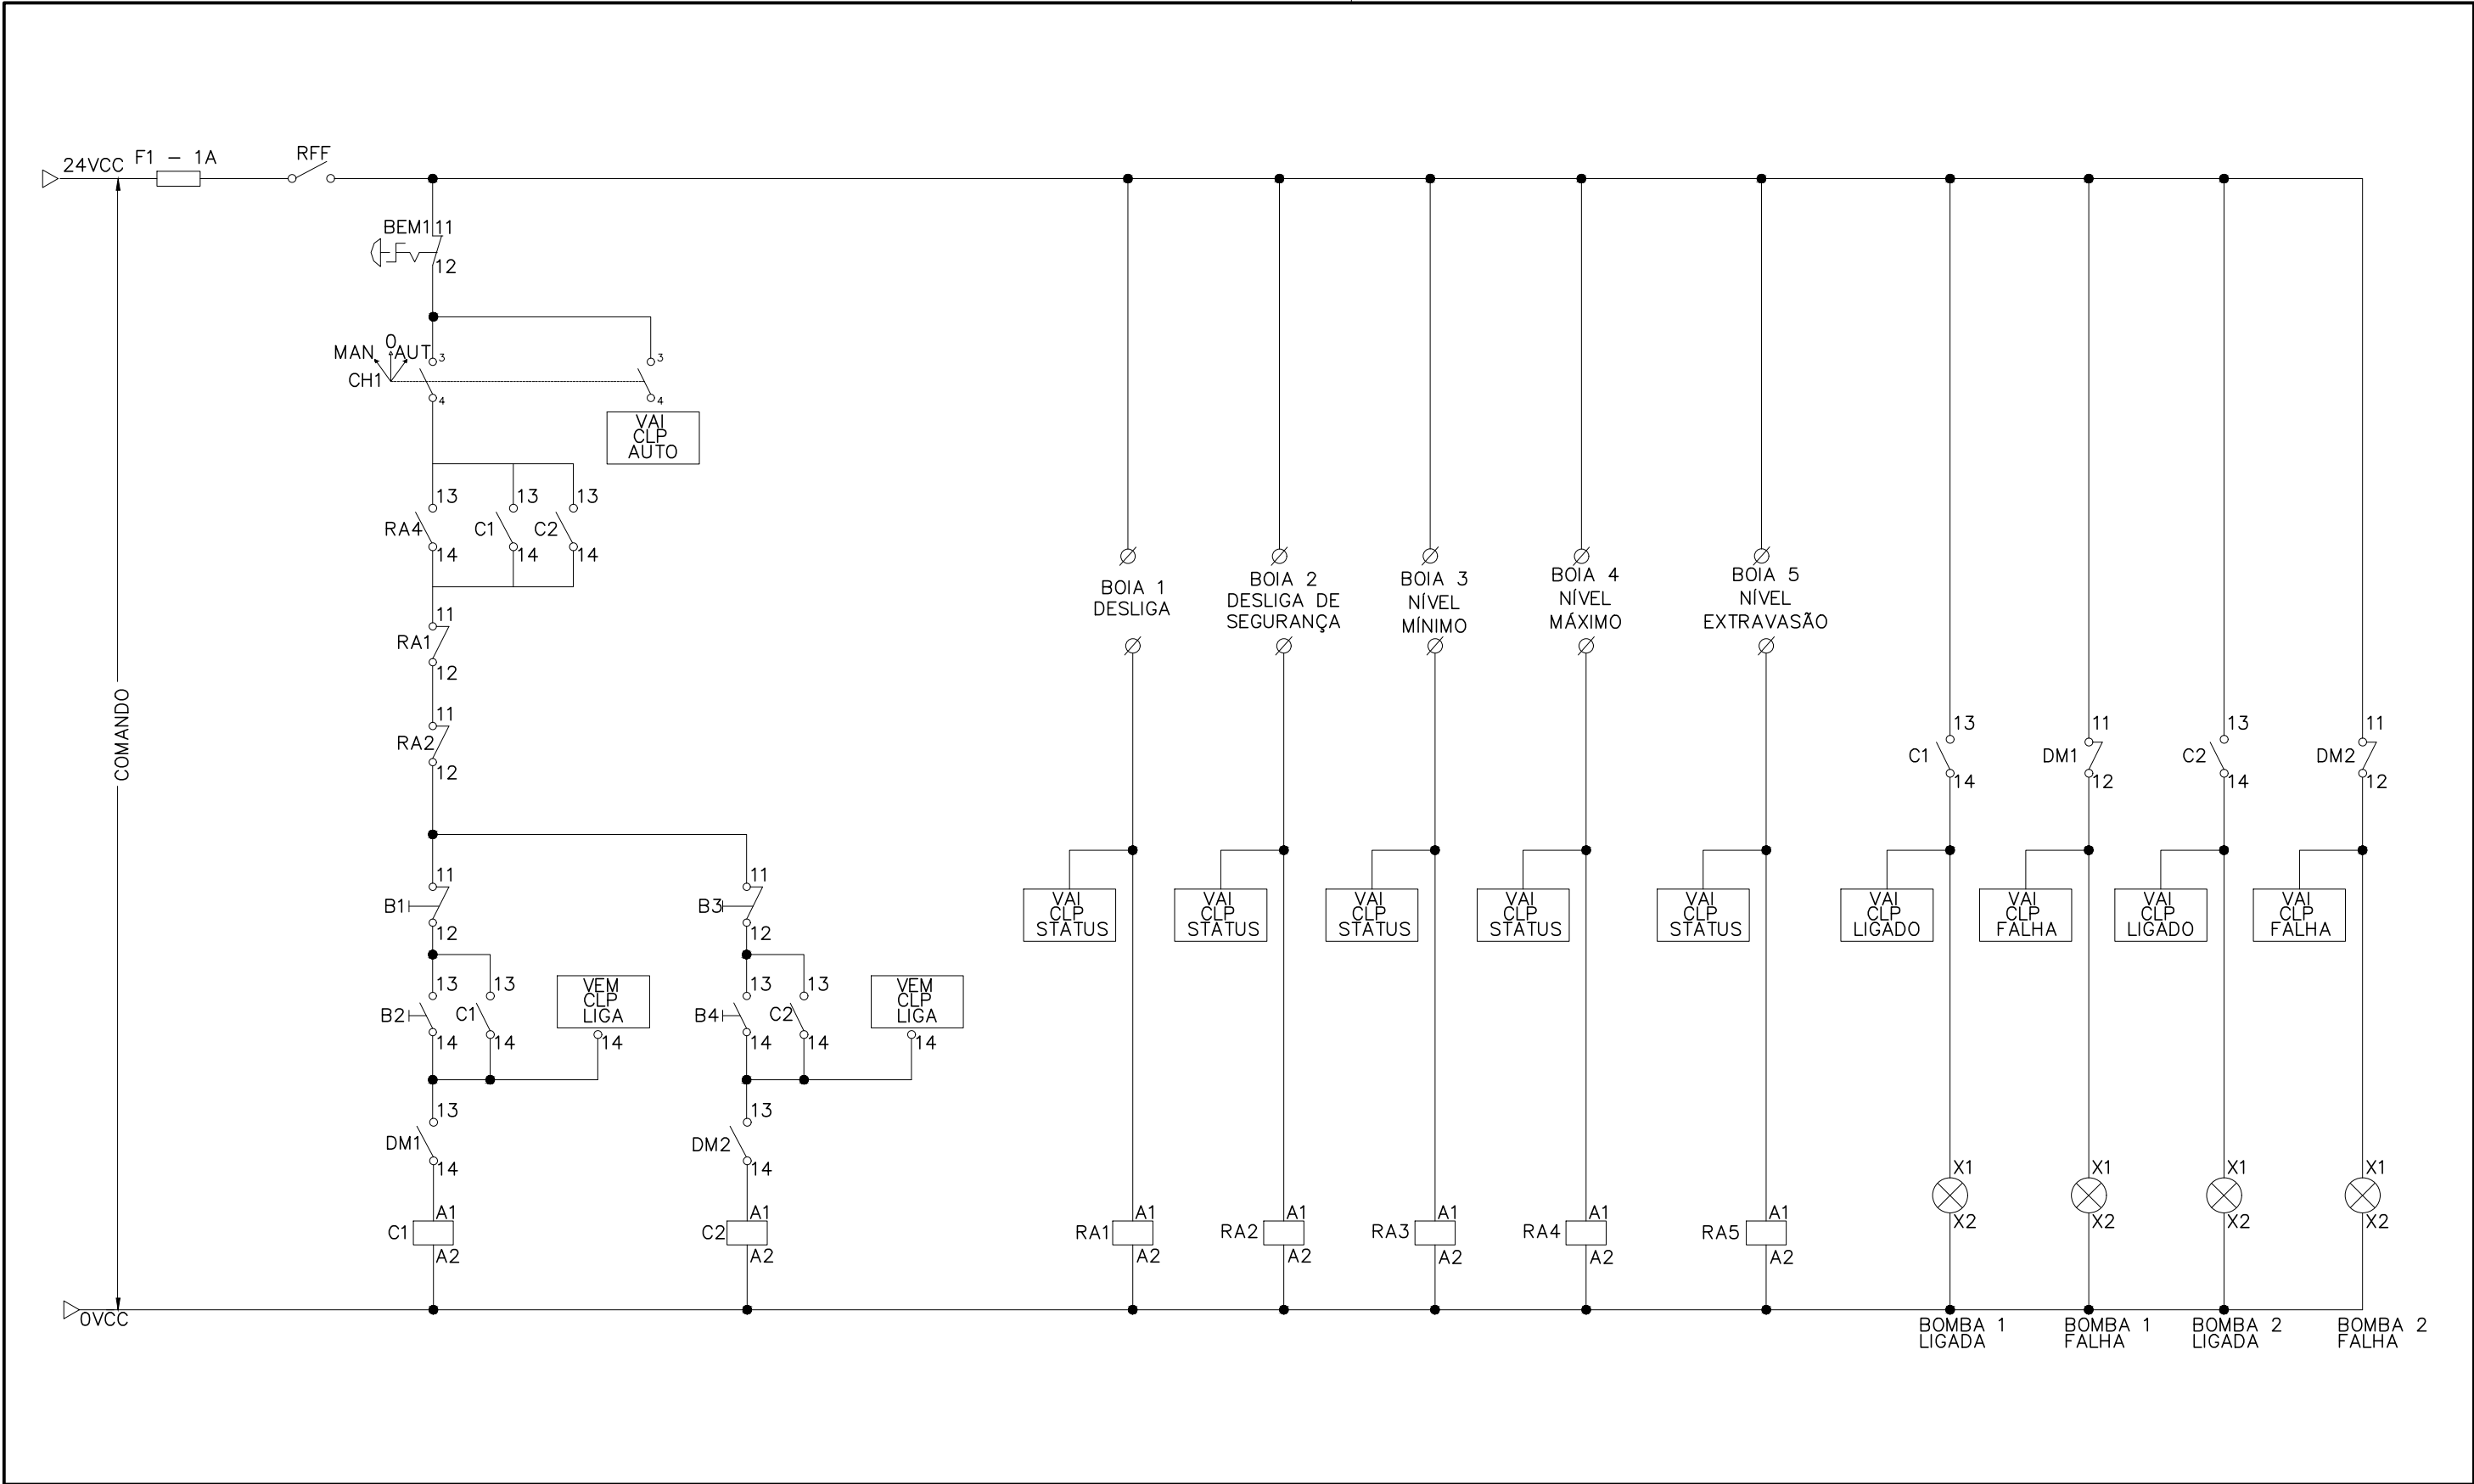 24VCC
F1 - 1A
RFF
BEM1
11
12
MAN
0
AUT
CH1
3
4
3
4
VAI
CLP
AUTO
RA4
13
14
C1
13
14
C2
13
14
RA1
11
12
RA2
11
12
COMANDO
B1
11
12
B3
11
12
B2
13
14
C1
13
14
VEM
CLP
LIGA
14
B4
13
14
C2
13
14
VEM
CLP
LIGA
14
DM1
13
14
DM2
13
14
C1
A1
A2
C2
A1
A2
0VCC
BOIA 1
DESLIGA
VAI
CLP
STATUS
RA1
A1
A2
BOIA 2
DESLIGA DE
SEGURANÇA
VAI
CLP
STATUS
RA2
A1
A2
BOIA 3
NÍVEL
MÍNIMO
VAI
CLP
STATUS
RA3
A1
A2
BOIA 4
NÍVEL
MÁXIMO
VAI
CLP
STATUS
RA4
A1
A2
BOIA 5
NÍVEL
EXTRAVASÃO
VAI
CLP
STATUS
RA5
A1
A2
C1
13
14
VAI
CLP
LIGADO
X1
X2
BOMBA 1
LIGADA
DM1
11
12
VAI
CLP
FALHA
X1
X2
BOMBA 1
FALHA
C2
13
14
VAI
CLP
LIGADO
X1
X2
BOMBA 2
LIGADA
DM2
11
12
VAI
CLP
FALHA
X1
X2
BOMBA 2
FALHA